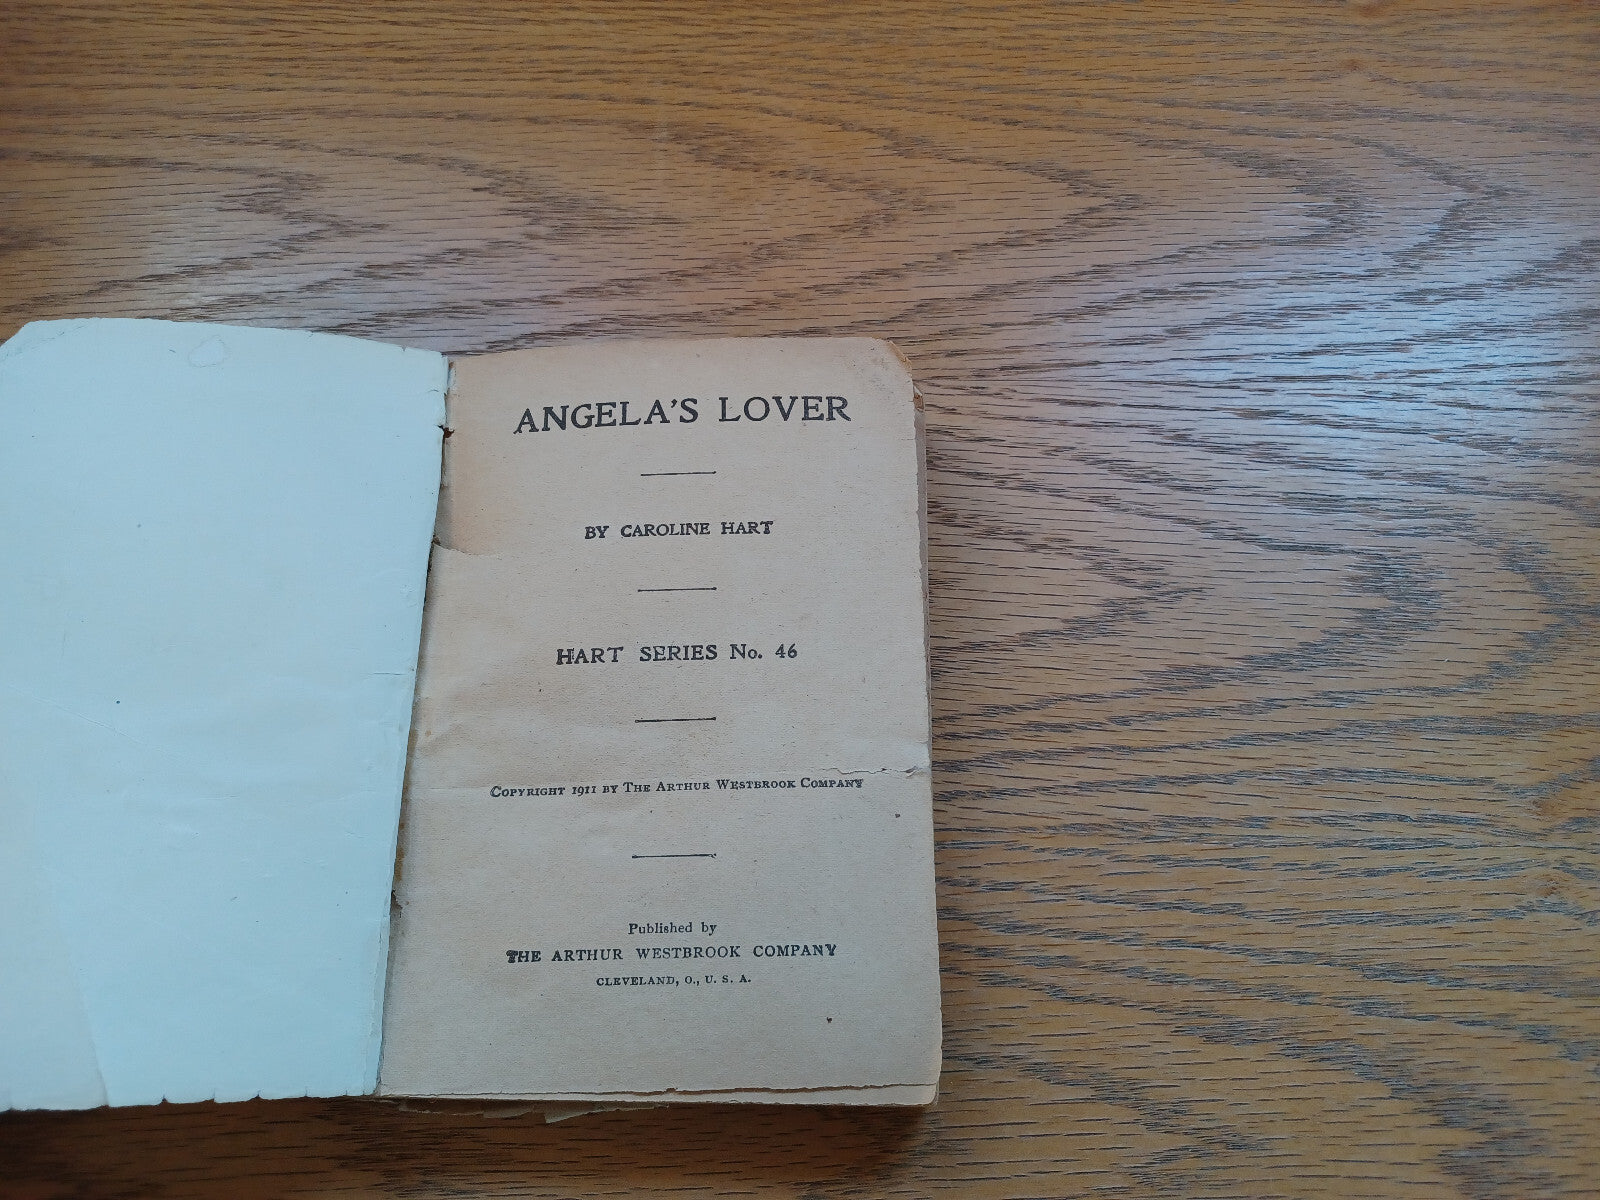 ANGELA'S LOVER
BY CAROLINE HART
HART SERIES No. 46
COPYRIGHT 1911 BY THE ARTHUR WESTBROOK COMPANY
Published by
THE ARTHUR WESTBROOK COMPANY
CLEVELAND, O., U. S. A.